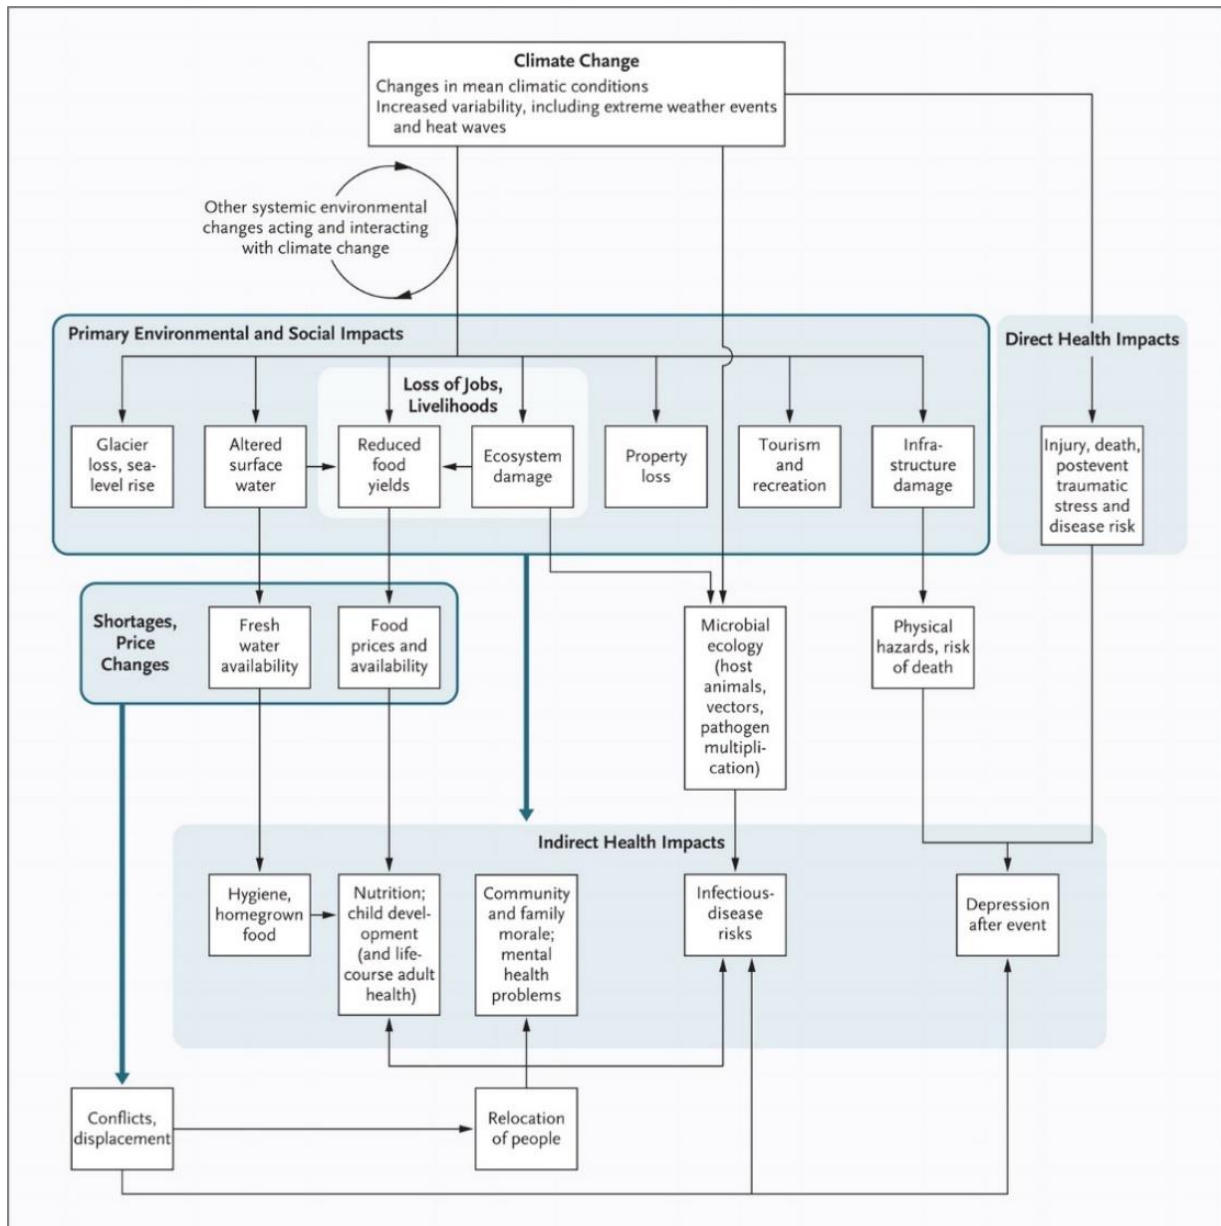 Climate Change
Changes in mean climatic conditions
Increased variability, including extreme weather events
and heat waves
Other systemic environmental
changes acting and interacting
with climate change
Primary Environmental and Social Impacts
Direct Health Impacts
Loss of Jobs,
Livelihoods
Glacier
loss, sea-
level rise
Altered
surface
water
Reduced
food
yields
Ecosystem
damage
Property
loss
Tourism
and
recreation
Infra-
structure
damage
Injury, death,
postevent
traumatic
stress and
disease risk
Shortages,
Price
Changes
Fresh
water
availability
Food
prices and
availability
Microbial
ecology
(host
animals,
vectors,
pathogen
multipli-
cation)
Physical
hazards, risk
of death
Indirect Health Impacts
Hygiene,
homegrown
food
Nutrition;
child devel-
opment
(and life-
course adult
health)
Community
and family
morale;
mental
health
problems
Infectious-
disease
risks
Depression
after event
Conflicts,
displacement
Relocation
of people